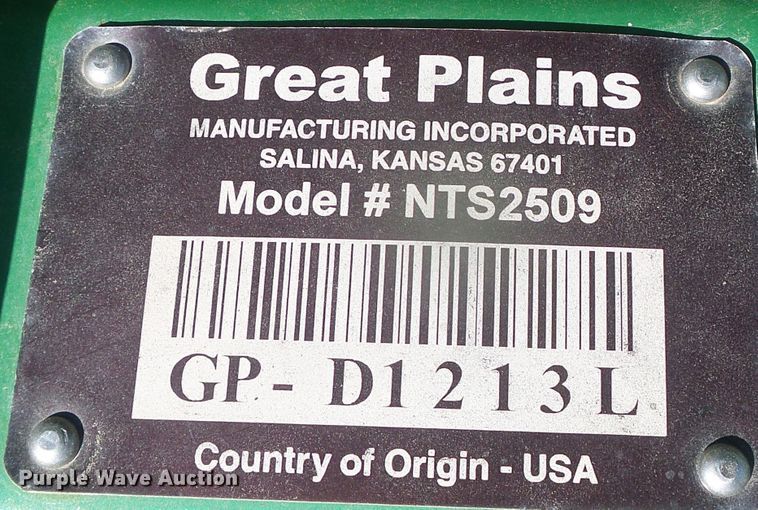 Great Plains
MANUFACTURING INCORPORATED
SALINA, KANSAS 67401
Model # NTS2509
GP- D1213L
Country of Origin - USA
Purple Wave Auction